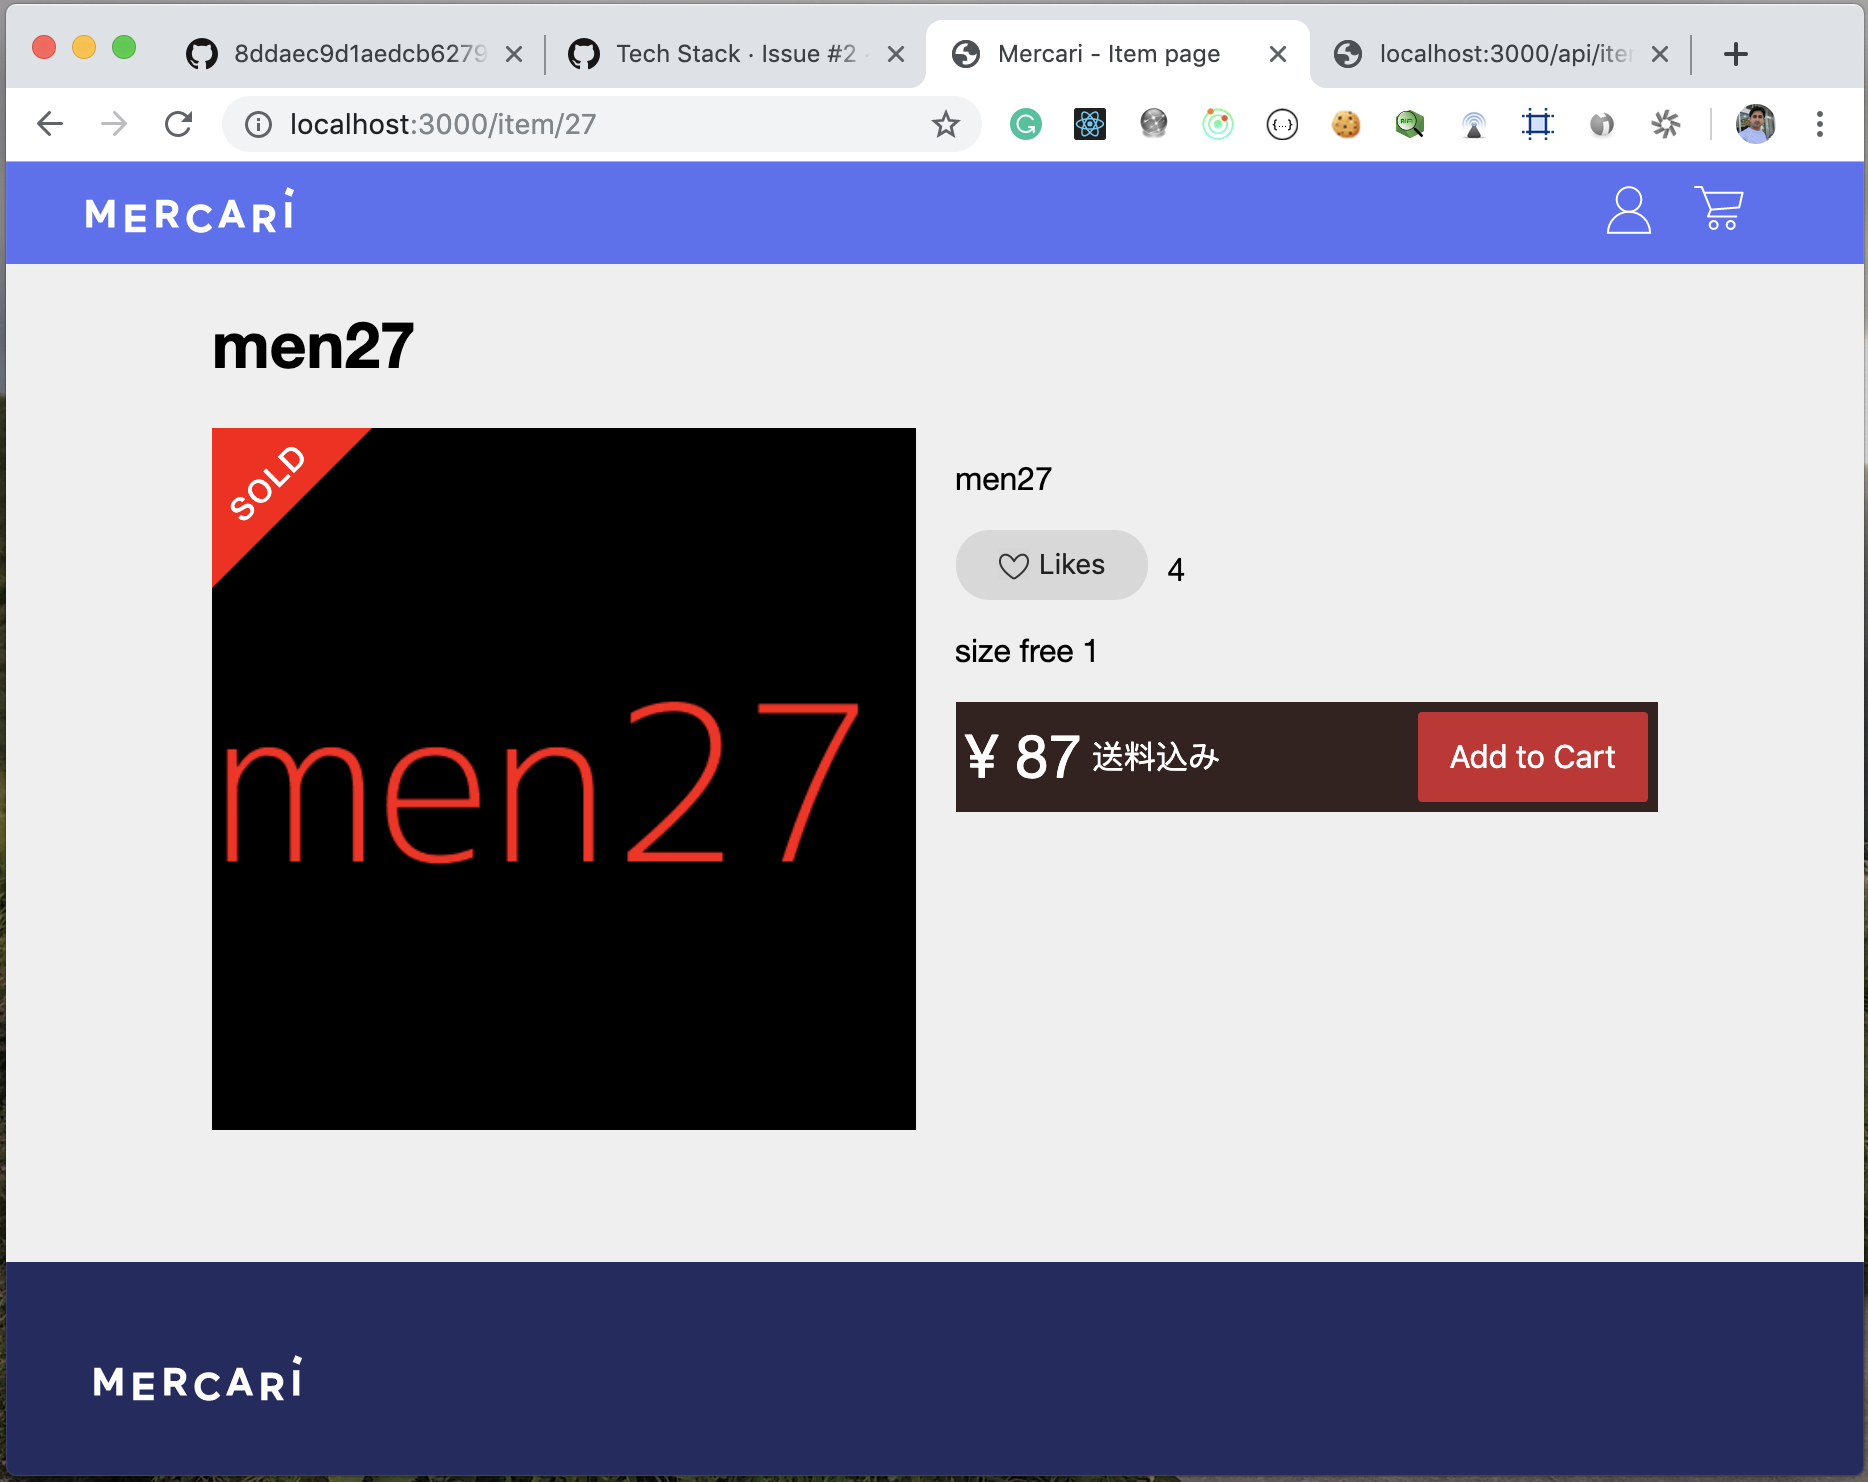 8ddaec9d1aedcb6279
Tech Stack · Issue #2 ·
Mercari - Item page
localhost:3000/api/iter
localhost:3000/item/27
MERCARI
men27
SOLD
men27
men27
Likes
4
size free 1
¥ 87 送料込み
Add to Cart
MERCARI